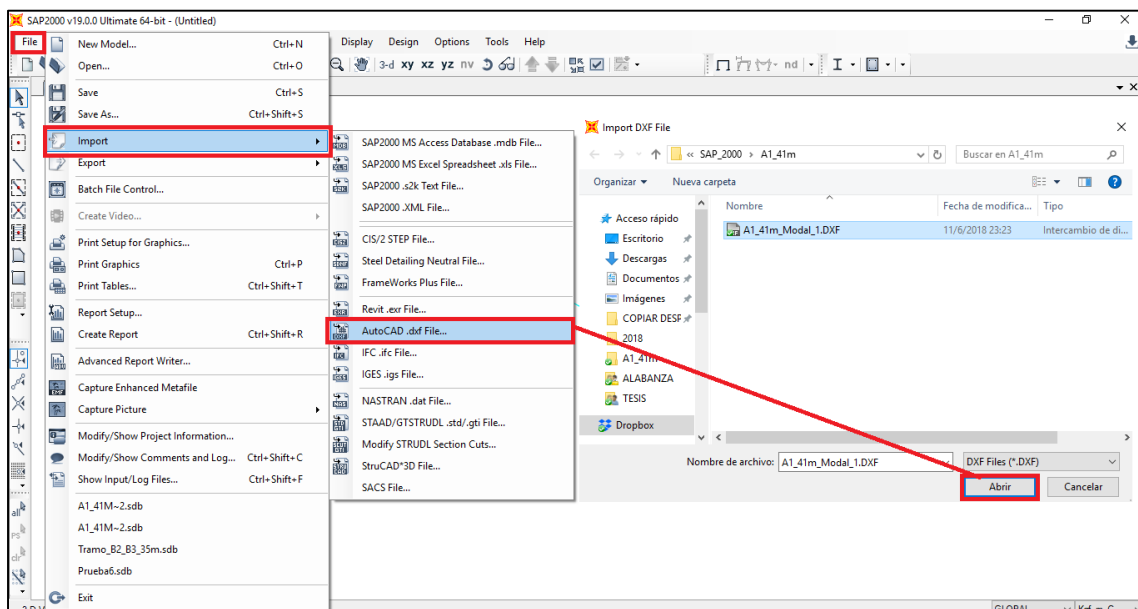 SAP2000 v19.0.0 Ultimate 64-bit - (Untitled)
File
Display Design Options Tools Help
3-d xy xz yz nv
nd
New Model... Ctrl+N
Open... Ctrl+O
Save Ctrl+S
Save As... Ctrl+Shift+S
Import
Export
Batch File Control...
Create Video...
Print Setup for Graphics...
Print Graphics Ctrl+P
Print Tables... Ctrl+Shift+T
Report Setup...
Create Report Ctrl+Shift+R
Advanced Report Writer...
Capture Enhanced Metafile
Capture Picture
Modify/Show Project Information...
Modify/Show Comments and Log... Ctrl+Shift+C
Show Input/Log Files... Ctrl+Shift+F
A1_41M~2.sdb
A1_41M~2.sdb
Tramo_B2_B3_35m.sdb
Prueba6.sdb
Exit
SAP2000 MS Access Database .mdb File...
SAP2000 MS Excel Spreadsheet .xls File...
SAP2000 .s2k Text File...
SAP2000 .XML File...
CIS/2 STEP File...
Steel Detailing Neutral File...
FrameWorks Plus File...
Revit .exr File...
AutoCAD .dxf File...
IFC .ifc File...
IGES .igs File...
NASTRAN .dat File...
STAAD/GTSTRUDL .std/.gti File...
Modify STRUDL Section Cuts...
StruCAD*3D File...
SACS File...
Import DXF File
« SAP_2000 › A1_41m
Buscar en A1_41m
Organizar Nueva carpeta
Nombre Fecha de modifica... Tipo
A1_41m_Modal_1.DXF 11/6/2018 23:23 Intercambio de di...
Acceso rápido
Escritorio
Descargas
Documentos
Imágenes
COPIAR DESP
2018
A1_41m
ALABANZA
TESIS
Dropbox
Nombre de archivo: A1_41m_Modal_1.DXF DXF Files (*.DXF)
Abrir Cancelar
all
ps
clr
GLOBAL